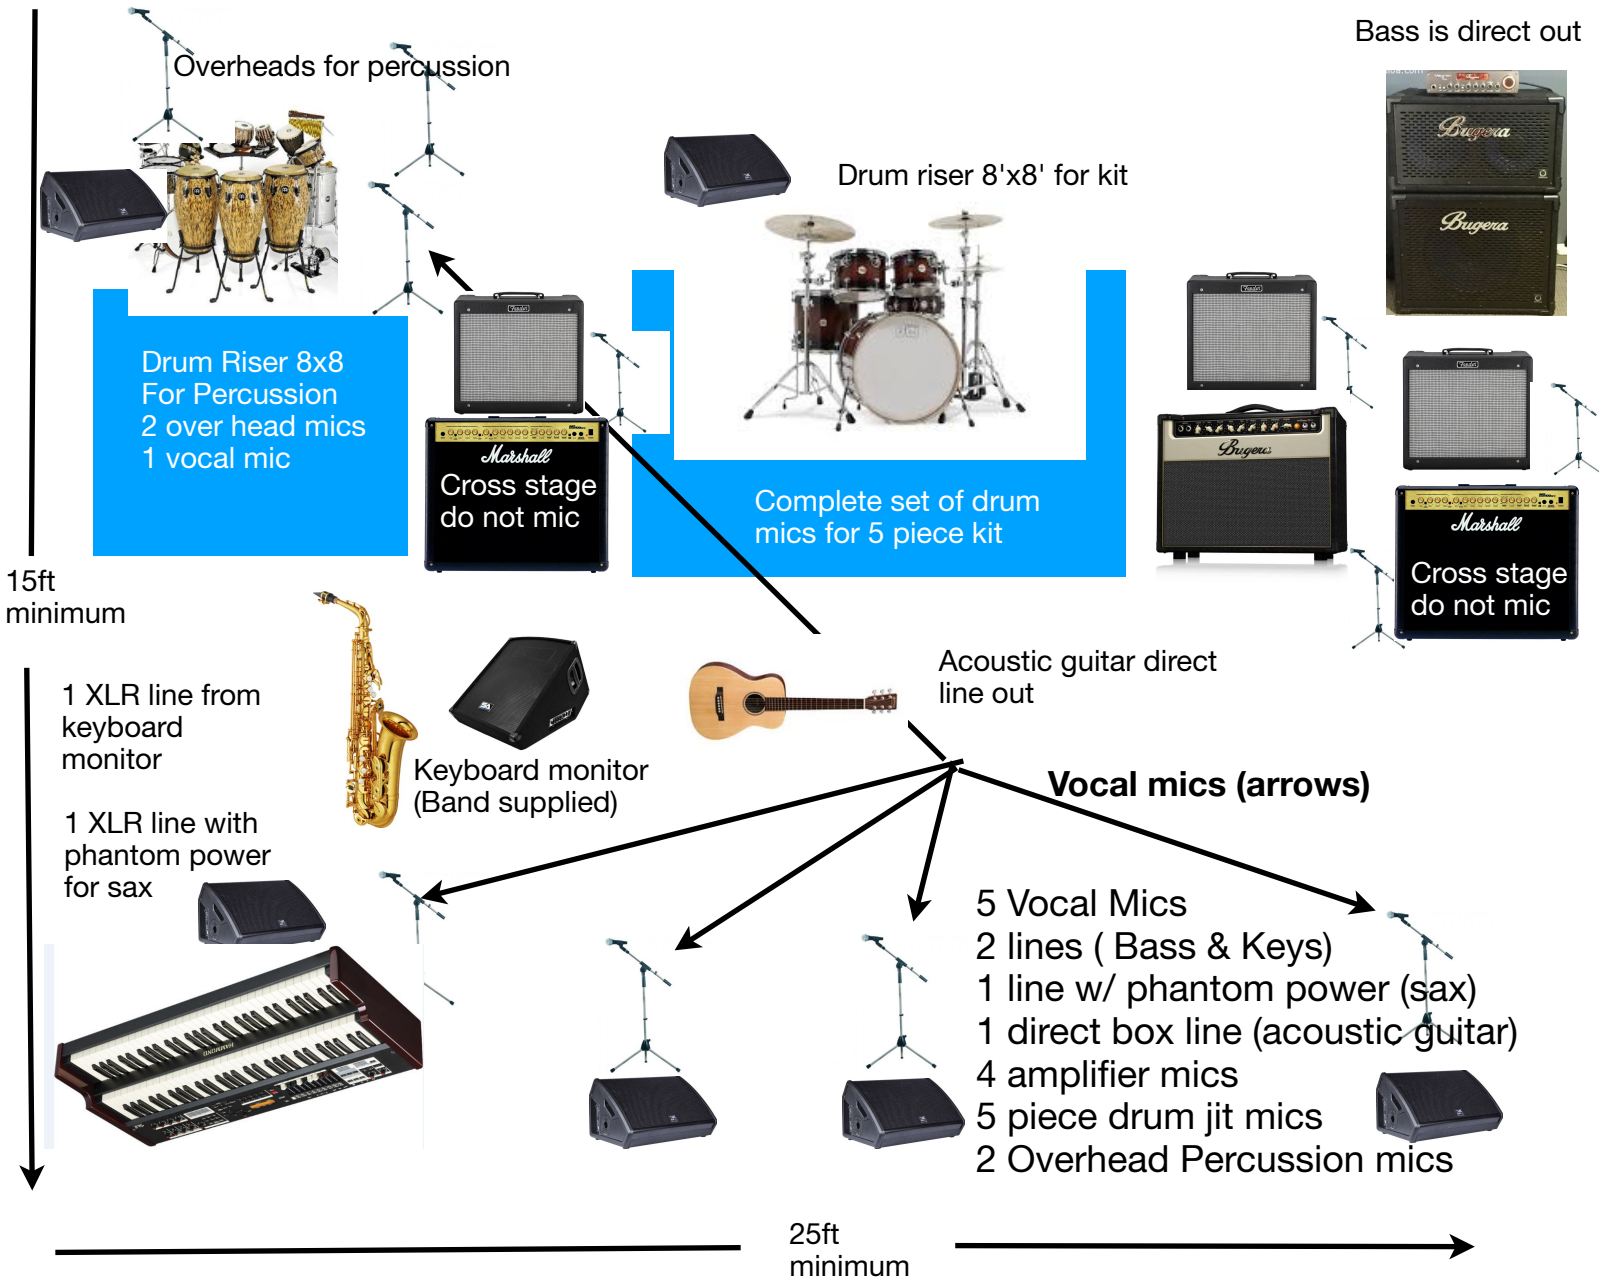 Bass is direct out
Overheads for percussion
Bugera
Bugera
Drum riser 8'x8' for kit
Fender
Fender
Fender
Drum Riser 8x8
For Percussion
2 over head mics
1 vocal mic
Marshall
Cross stage
do not mic
Bugera
Complete set of drum
mics for 5 piece kit
Marshall
Cross stage
do not mic
15ft
minimum
1 XLR line from
keyboard
monitor
Acoustic guitar direct
line out
Keyboard monitor
(Band supplied)
Vocal mics (arrows)
1 XLR line with
phantom power
for sax
5 Vocal Mics
2 lines ( Bass & Keys)
1 line w/ phantom power (sax)
1 direct box line (acoustic guitar)
4 amplifier mics
5 piece drum jit mics
2 Overhead Percussion mics
HAMMOND
25ft
minimum